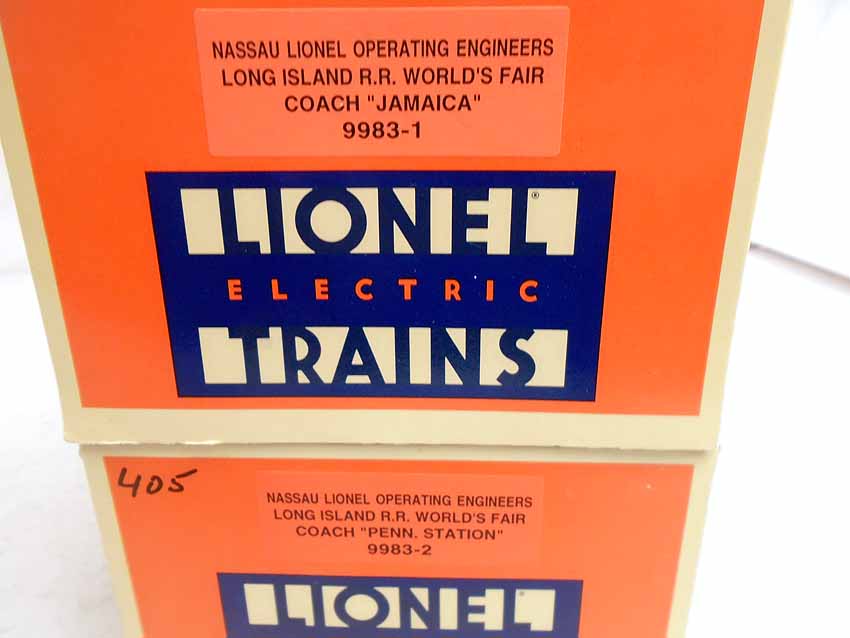 NASSAU LIONEL OPERATING ENGINEERS
LONG ISLAND R.R. WORLD'S FAIR
COACH "JAMAICA"
9983-1
LIONEL®
ELECTRIC
TRAINS
405
NASSAU LIONEL OPERATING ENGINEERS
LONG ISLAND R.R. WORLD'S FAIR
COACH "PENN. STATION"
9983-2
LIONEL®